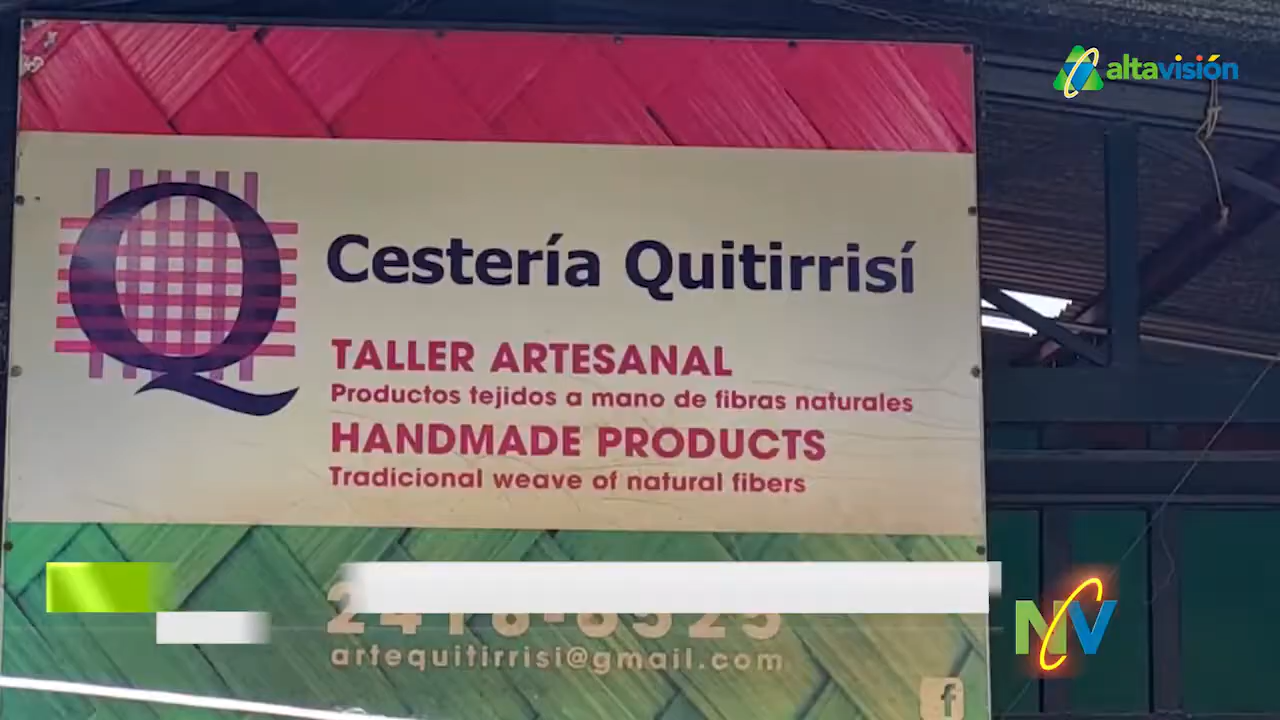 altavisión
Q
Cestería Quitirrisí
TALLER ARTESANAL
Productos tejidos a mano de fibras naturales
HANDMADE PRODUCTS
Tradicional weave of natural fibers
artequitirrisi@gmail.com
NV
f